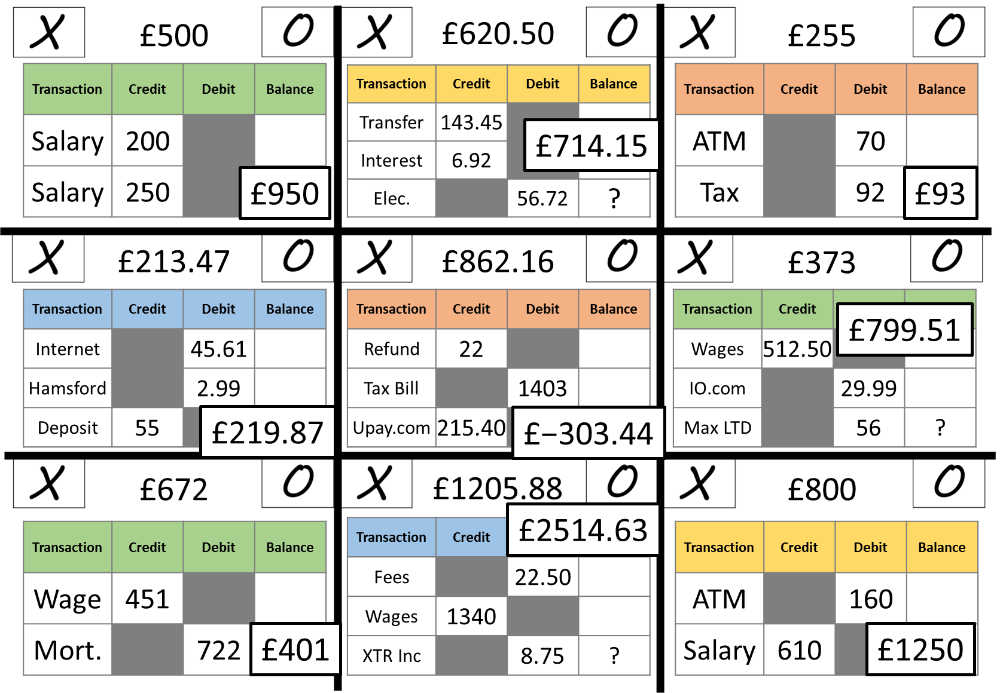 X £500 O
Transaction Credit Debit Balance
Salary 200
Salary 250 £950
X £620.50 O
Transaction Credit Debit Balance
Transfer 143.45
£714.15
Interest 6.92
Elec. 56.72 ?
X £255 O
Transaction Credit Debit Balance
ATM 70
Tax 92 £93
X £213.47 O
Transaction Credit Debit Balance
Internet 45.61
Hamsford 2.99
Deposit 55 £219.87
X £862.16 O
Transaction Credit Debit Balance
Refund 22
Tax Bill 1403
Upay.com 215.40 £−303.44
X £373 O
Transaction Credit
£799.51
Wages 512.50
IO.com 29.99
Max LTD 56 ?
X £672 O
Transaction Credit Debit Balance
Wage 451
Mort. 722 £401
X £1205.88 O
£2514.63
Transaction Credit
Fees 22.50
Wages 1340
XTR Inc 8.75 ?
X £800 O
Transaction Credit Debit Balance
ATM 160
Salary 610 £1250